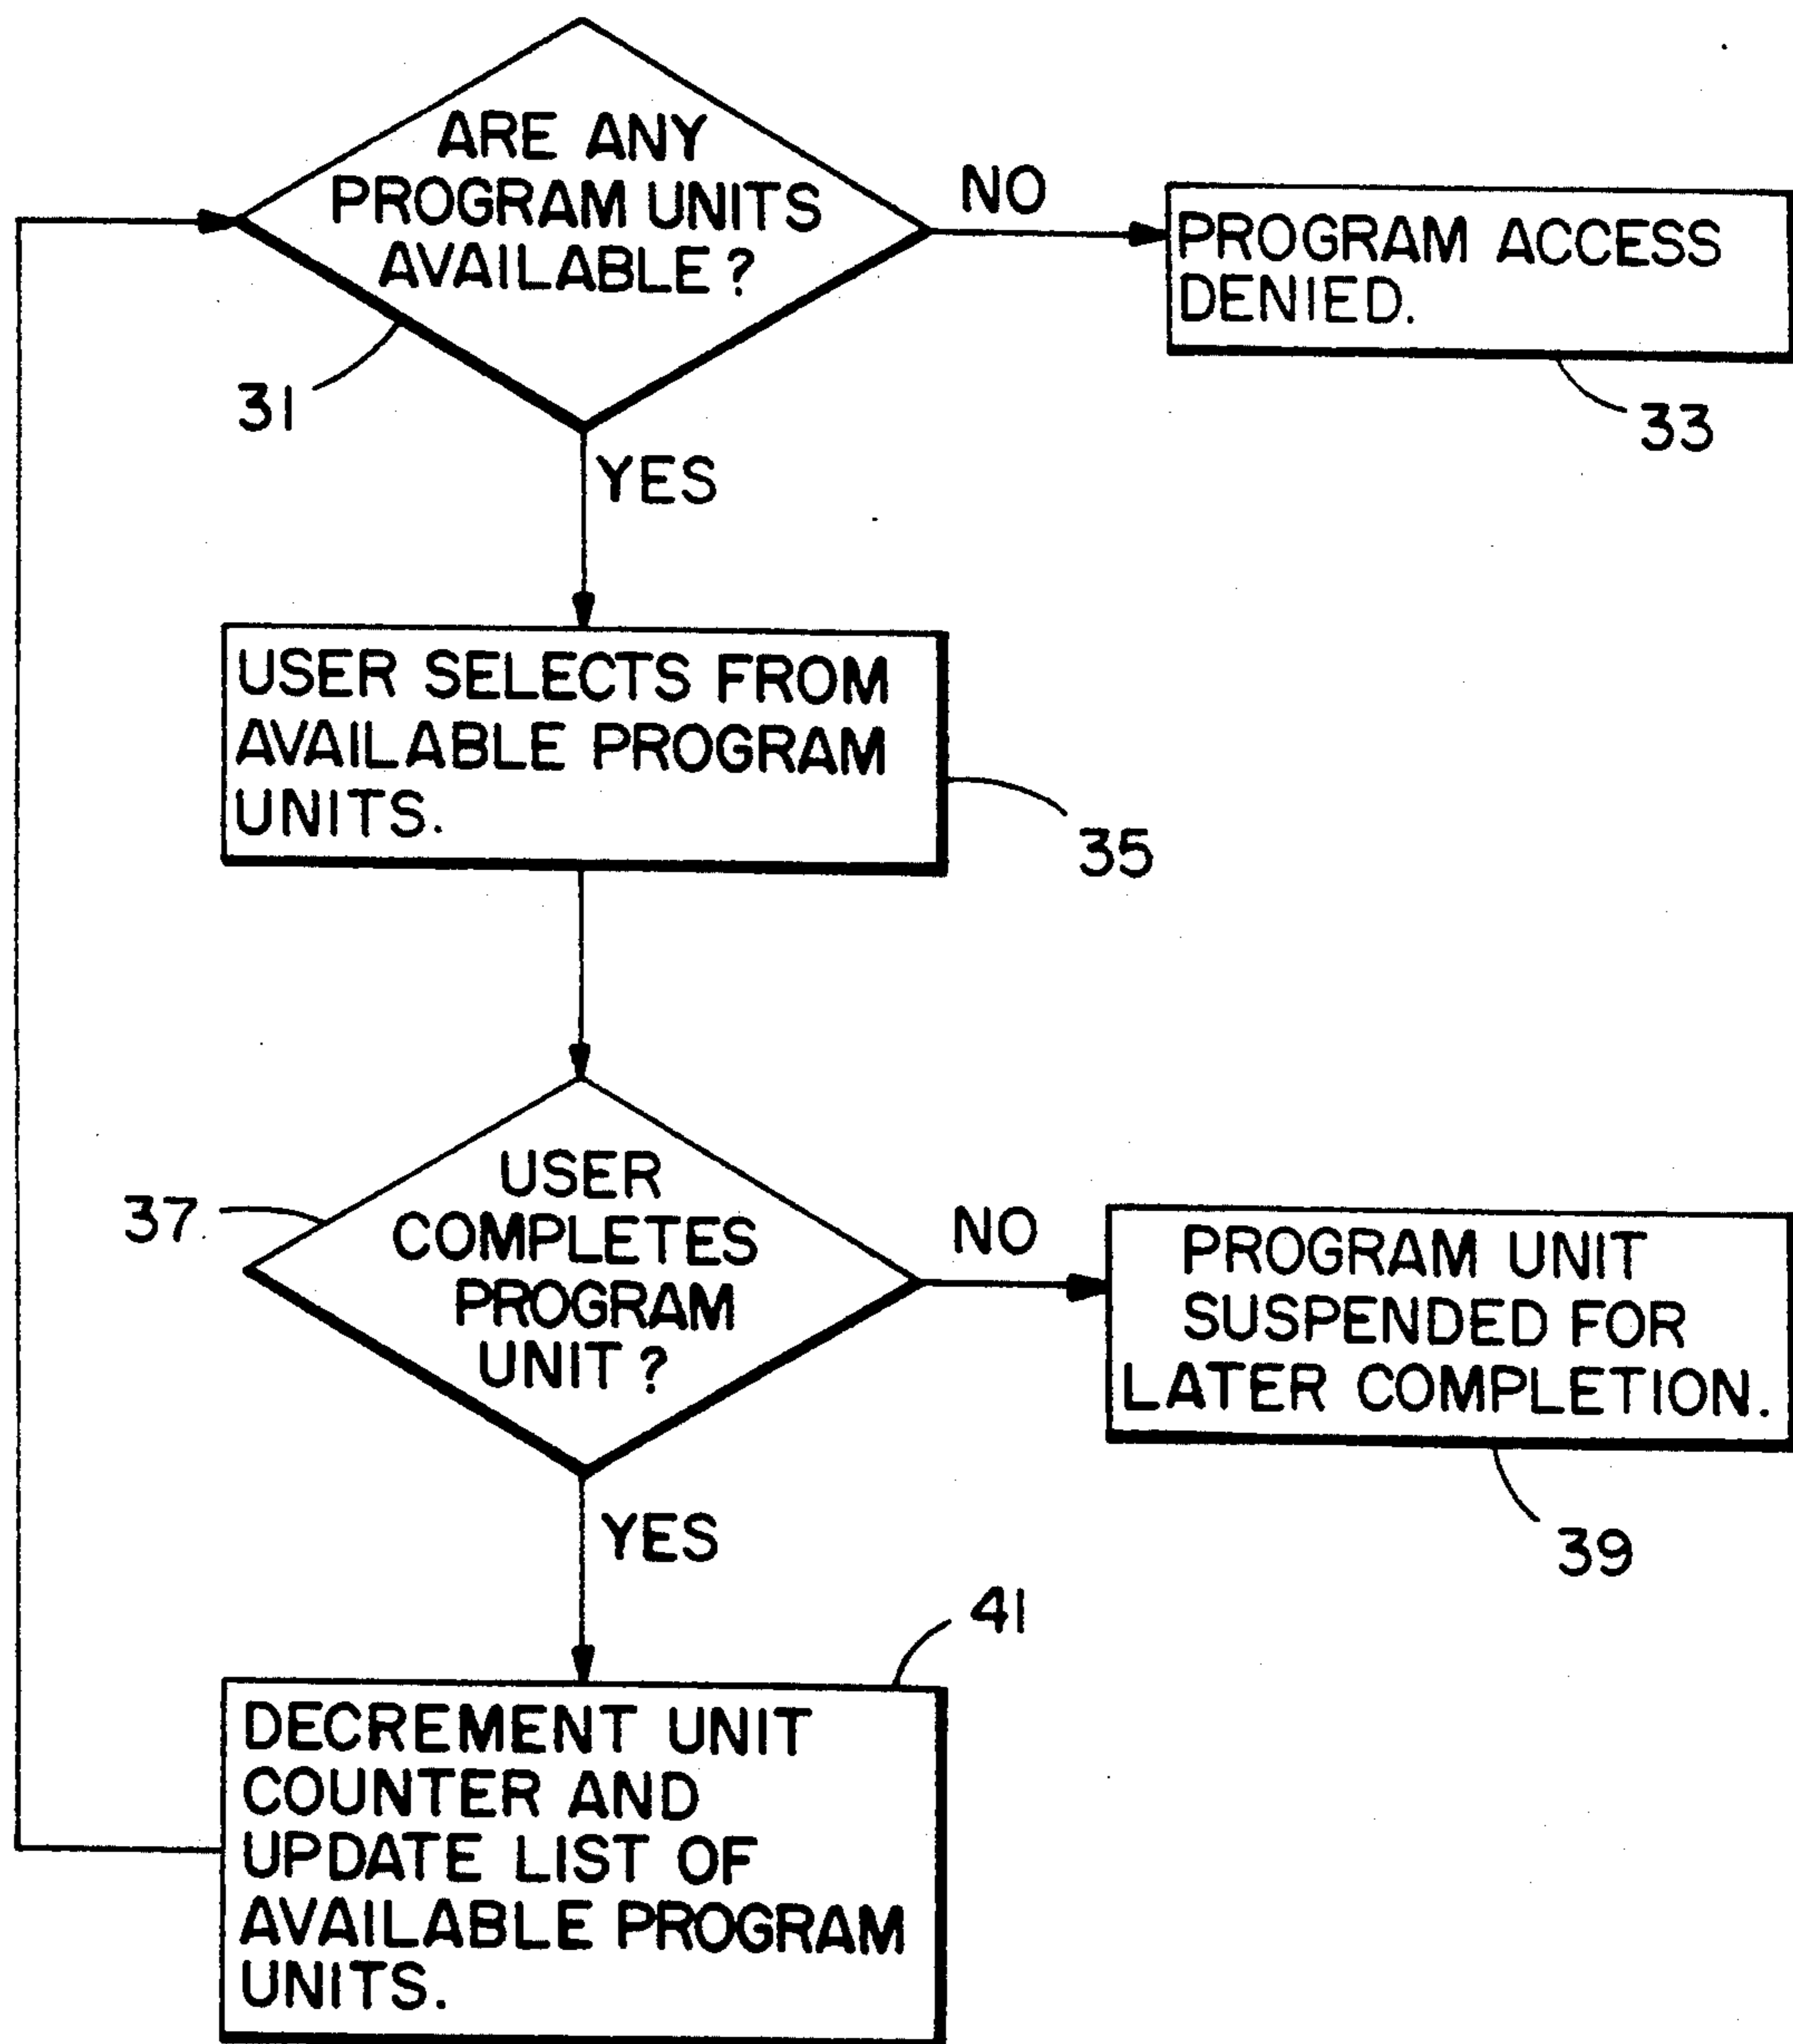 ARE ANY
PROGRAM UNITS
AVAILABLE?
NO
PROGRAM ACCESS
DENIED.
31
33
YES
USER SELECTS FROM
AVAILABLE PROGRAM
UNITS.
35
37
USER
COMPLETES
PROGRAM
UNIT?
NO
PROGRAM UNIT
SUSPENDED FOR
LATER COMPLETION.
39
YES
41
DECREMENT UNIT
COUNTER AND
UPDATE LIST OF
AVAILABLE PROGRAM
UNITS.